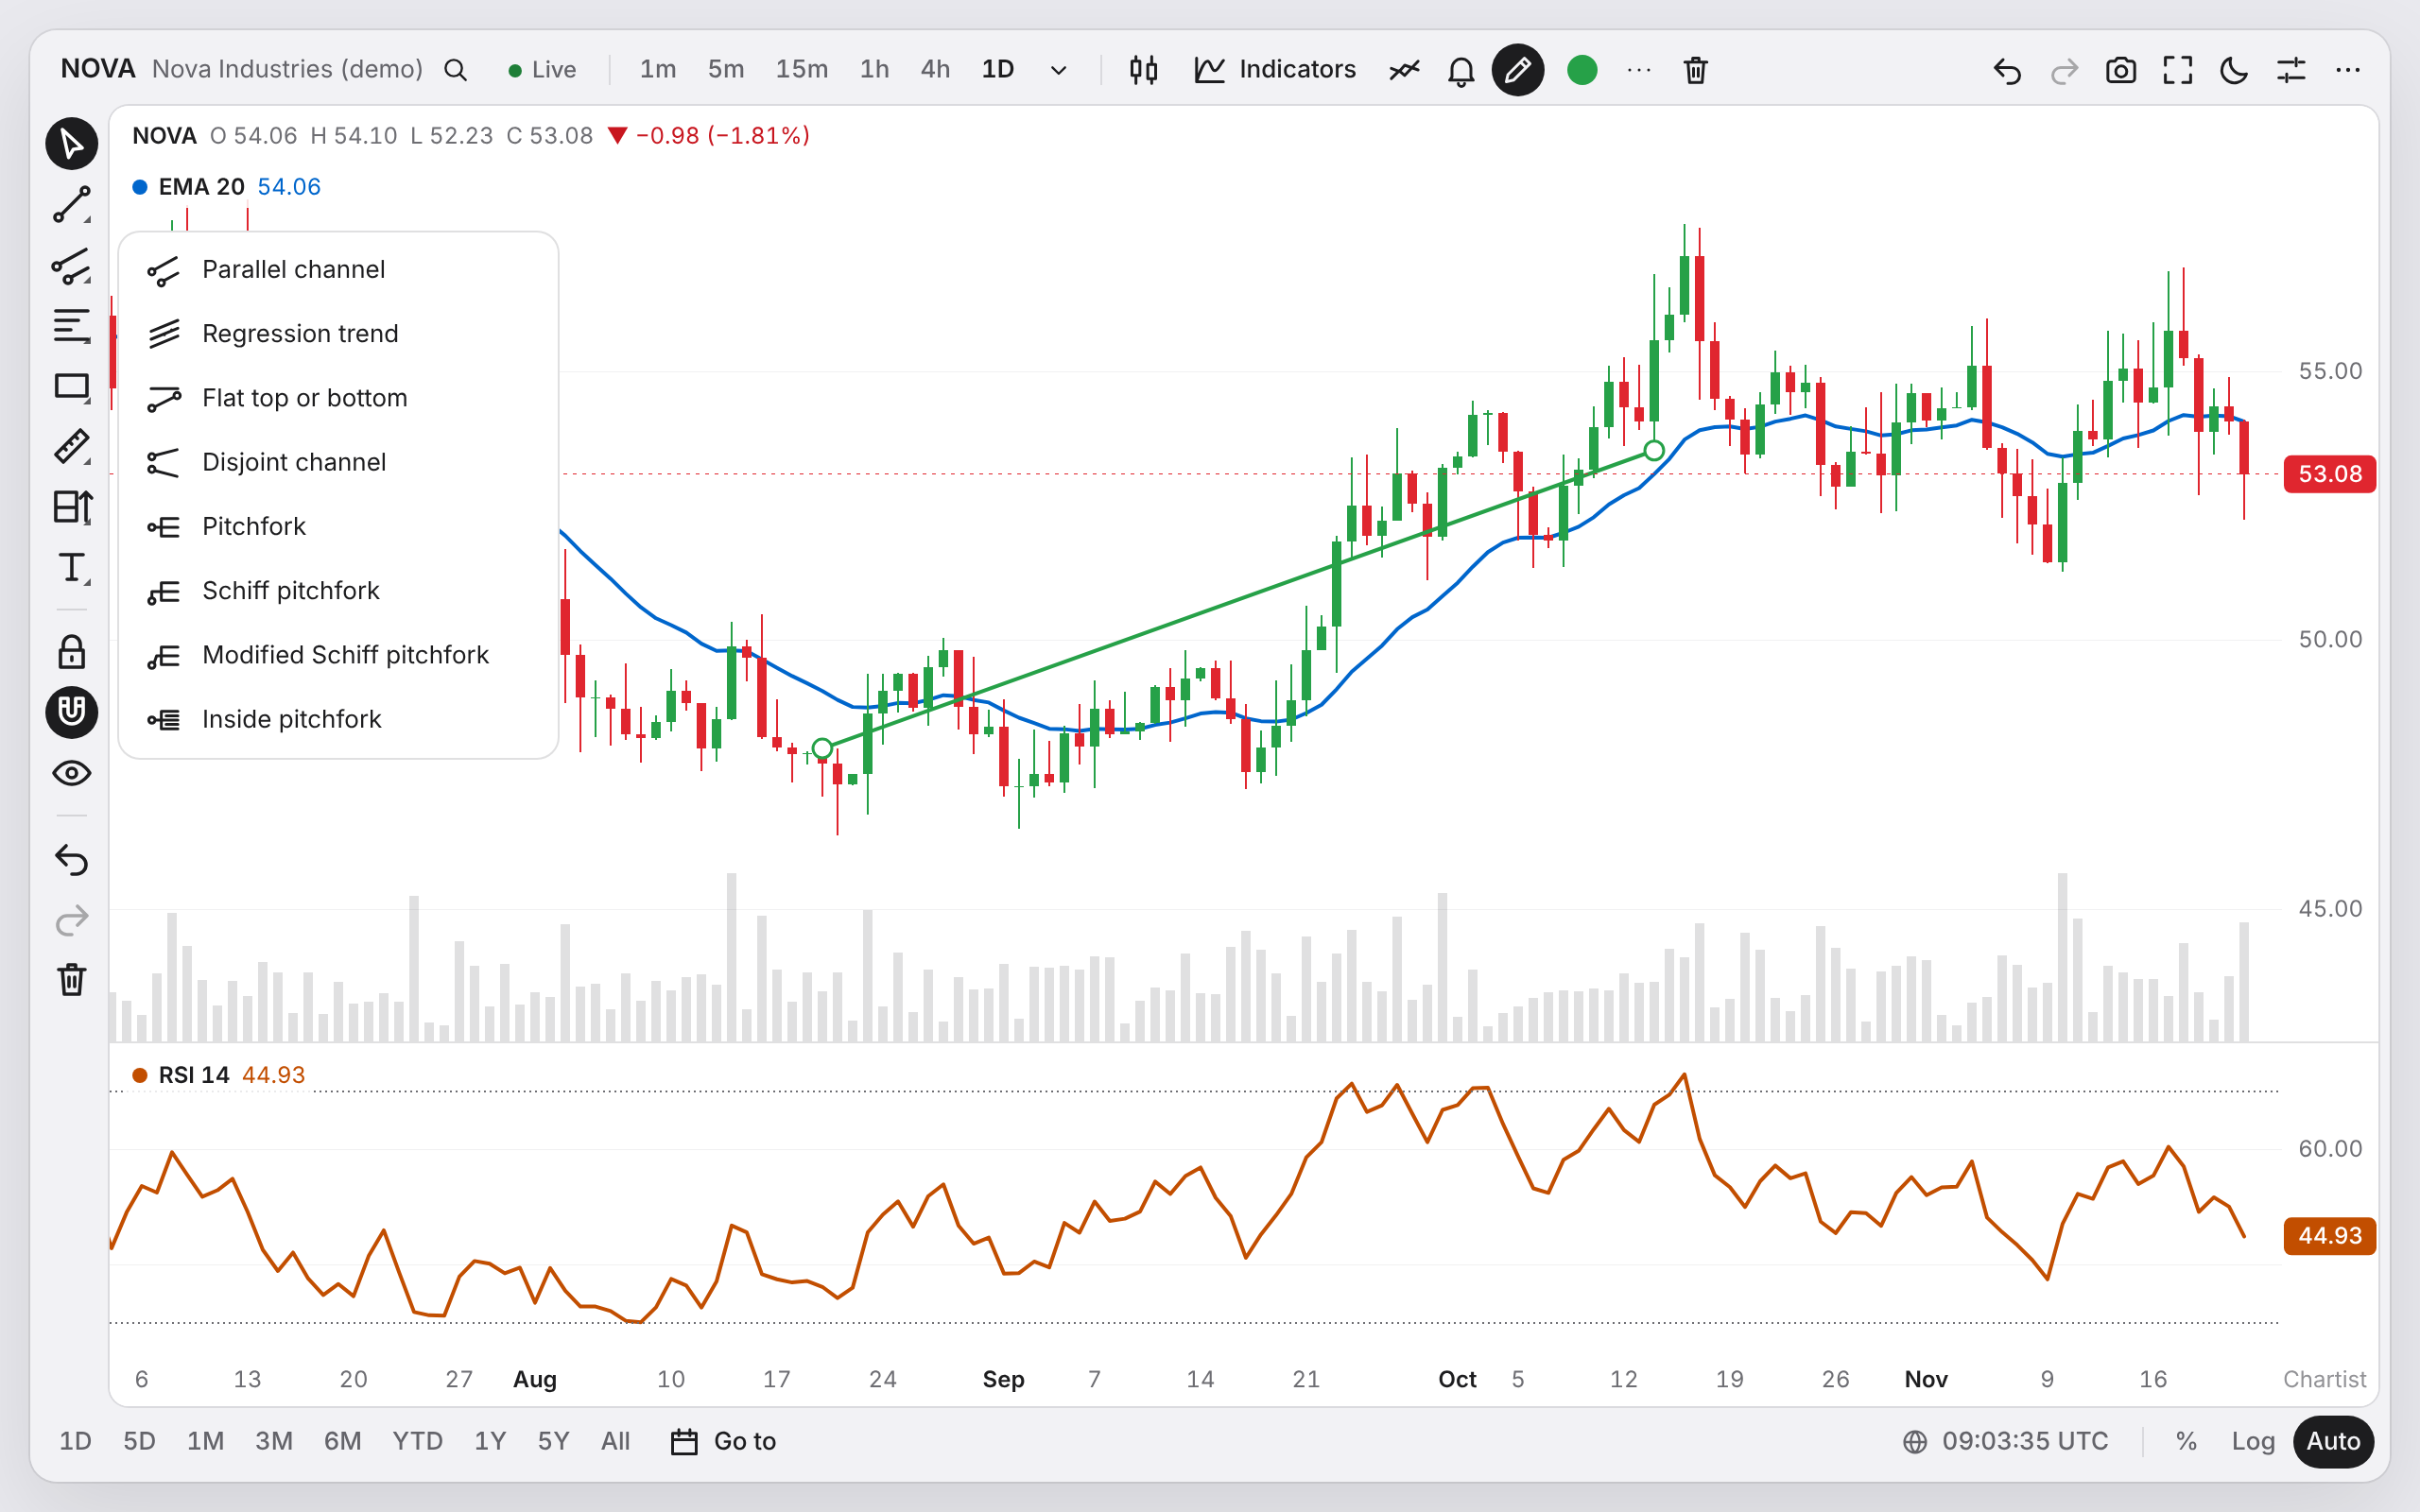 NOVA Nova Industries (demo) Live 1m 5m 15m 1h 4h 1D Indicators
NOVA O 54.06 H 54.10 L 52.23 C 53.08 ▼ −0.98 (−1.81%)
EMA 20 54.06
Parallel channel
Regression trend
Flat top or bottom
Disjoint channel
Pitchfork
Schiff pitchfork
Modified Schiff pitchfork
Inside pitchfork
55.00
53.08
50.00
45.00
RSI 14 44.93
60.00
44.93
6 13 20 27 Aug 10 17 24 Sep 7 14 21 Oct 5 12 19 26 Nov 9 16 Chartist
1D 5D 1M 3M 6M YTD 1Y 5Y All Go to 09:03:35 UTC % Log Auto